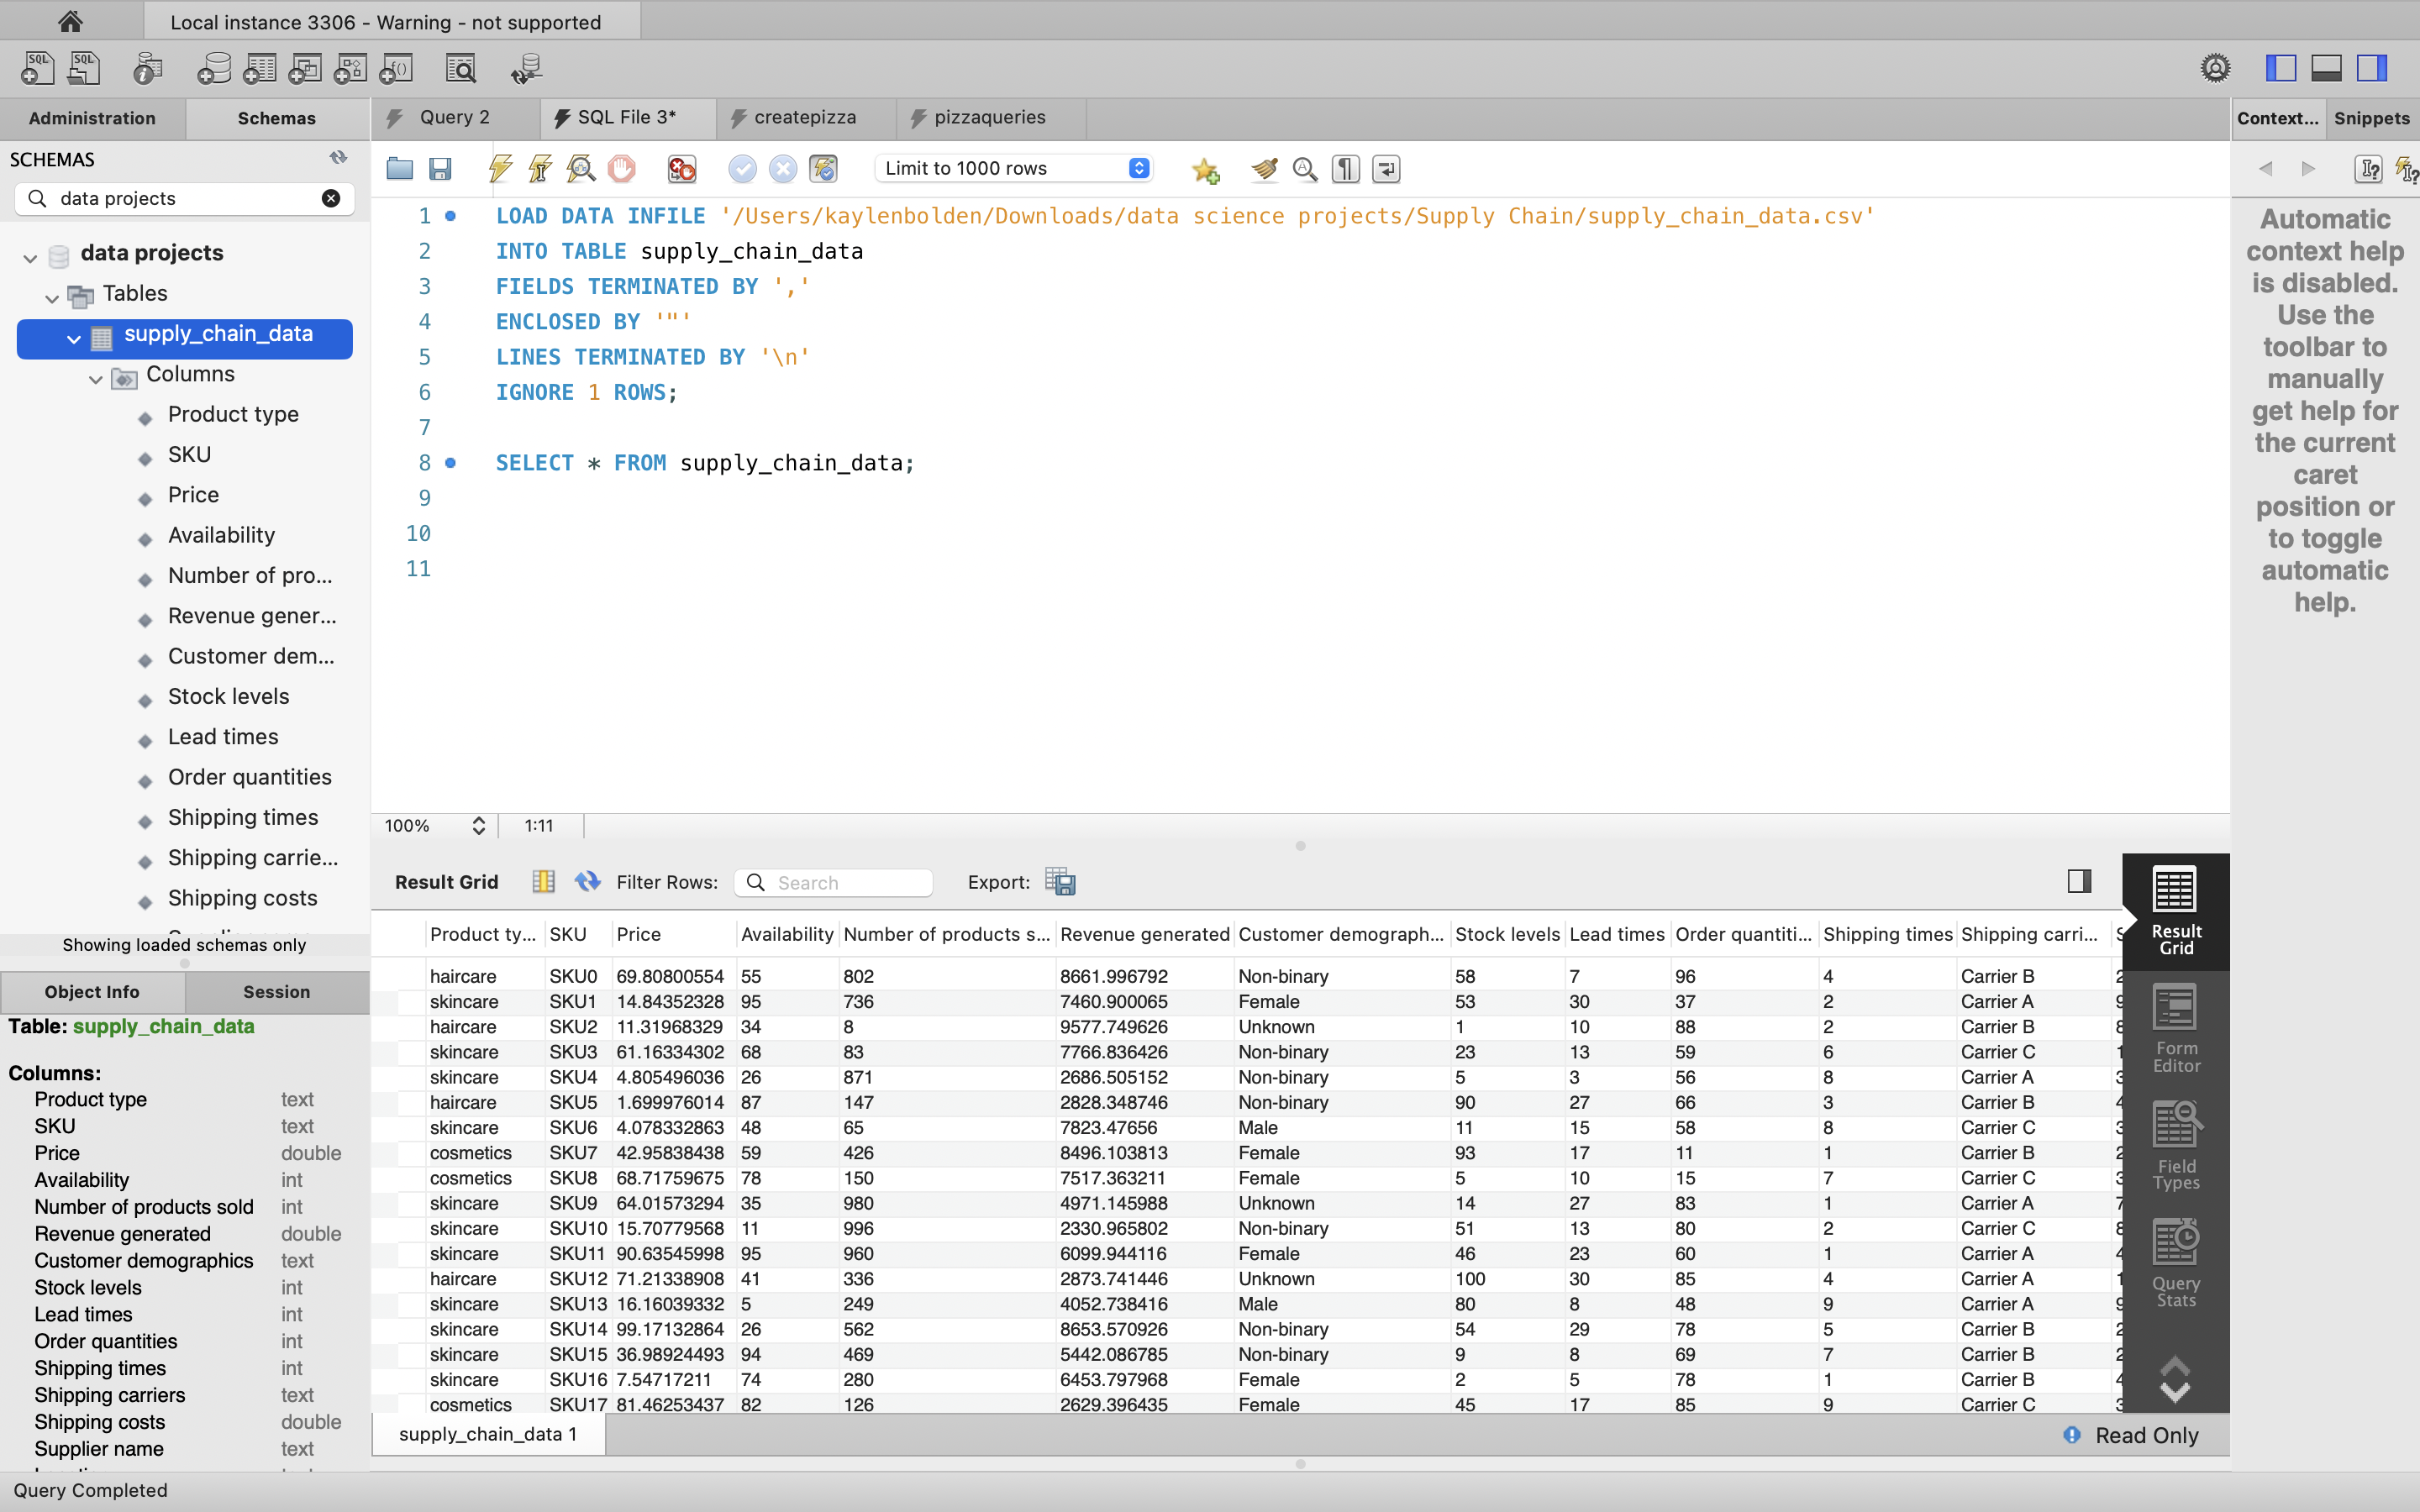 Local instance 3306 - Warning - not supported
Administration
Schemas
Query 2
SQL File 3*
createpizza
pizzaqueries
Context...
Snippets
SCHEMAS
data projects
Limit to 1000 rows
data projects
Tables
supply_chain_data
Columns
Product type
SKU
Price
Availability
Number of pro...
Revenue gener...
Customer dem...
Stock levels
Lead times
Order quantities
Shipping times
Shipping carrie...
Shipping costs
Showing loaded schemas only
Object Info
Session
Table: supply_chain_data
Columns:
Product type text
SKU text
Price double
Availability int
Number of products sold int
Revenue generated double
Customer demographics text
Stock levels int
Lead times int
Order quantities int
Shipping times int
Shipping carriers text
Shipping costs double
Supplier name text
1 LOAD DATA INFILE '/Users/kaylenbolden/Downloads/data science projects/Supply Chain/supply_chain_data.csv'
2 INTO TABLE supply_chain_data
3 FIELDS TERMINATED BY ','
4 ENCLOSED BY '"'
5 LINES TERMINATED BY '\n'
6 IGNORE 1 ROWS;
7
8 SELECT * FROM supply_chain_data;
9
10
11
100% 1:11
Result Grid
Filter Rows:
Search
Export:
Product ty... SKU Price Availability Number of products s... Revenue generated Customer demograph... Stock levels Lead times Order quantiti... Shipping times Shipping carri...
haircare SKU0 69.80800554 55 802 8661.996792 Non-binary 58 7 96 4 Carrier B
skincare SKU1 14.84352328 95 736 7460.900065 Female 53 30 37 2 Carrier A
haircare SKU2 11.31968329 34 8 9577.749626 Unknown 1 10 88 2 Carrier B
skincare SKU3 61.16334302 68 83 7766.836426 Non-binary 23 13 59 6 Carrier C
skincare SKU4 4.805496036 26 871 2686.505152 Non-binary 5 3 56 8 Carrier A
haircare SKU5 1.699976014 87 147 2828.348746 Non-binary 90 27 66 3 Carrier B
skincare SKU6 4.078332863 48 65 7823.47656 Male 11 15 58 8 Carrier C
cosmetics SKU7 42.95838438 59 426 8496.103813 Female 93 17 11 1 Carrier B
cosmetics SKU8 68.71759675 78 150 7517.363211 Female 5 10 15 7 Carrier C
skincare SKU9 64.01573294 35 980 4971.145988 Unknown 14 27 83 1 Carrier A
skincare SKU10 15.70779568 11 996 2330.965802 Non-binary 51 13 80 2 Carrier C
skincare SKU11 90.63545998 95 960 6099.944116 Female 46 23 60 1 Carrier A
haircare SKU12 71.21338908 41 336 2873.741446 Unknown 100 30 85 4 Carrier A
skincare SKU13 16.16039332 5 249 4052.738416 Male 80 8 48 9 Carrier A
skincare SKU14 99.17132864 26 562 8653.570926 Non-binary 54 29 78 5 Carrier B
skincare SKU15 36.98924493 94 469 5442.086785 Non-binary 9 8 69 7 Carrier B
skincare SKU16 7.54717211 74 280 6453.797968 Female 2 5 78 1 Carrier B
cosmetics SKU17 81.46253437 82 126 2629.396435 Female 45 17 85 9 Carrier C
supply_chain_data 1
Read Only
Result
Grid
Form
Editor
Field
Types
Query
Stats
Automatic
context help
is disabled.
Use the
toolbar to
manually
get help for
the current
caret
position or
to toggle
automatic
help.
Query Completed